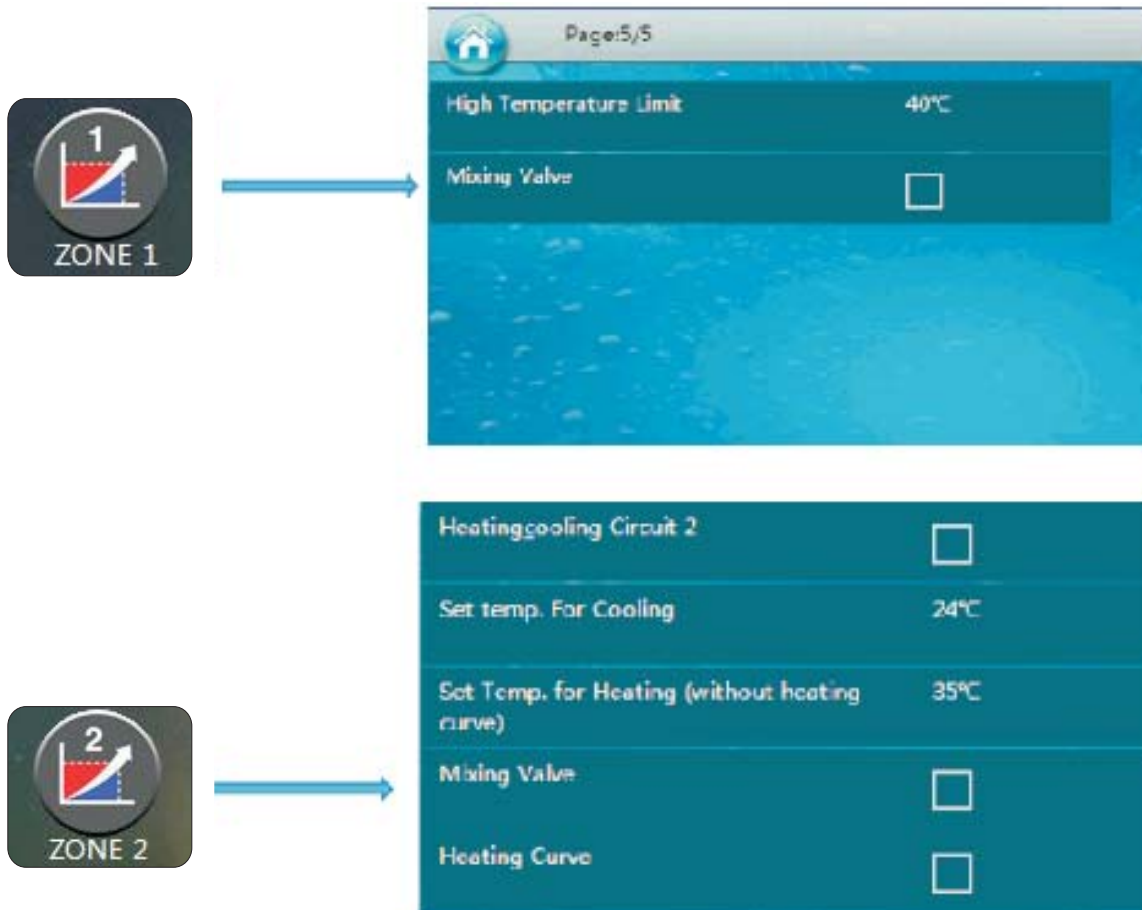 Page:5/5
High Temperature Limit 40℃
1
Mixing Valve
ZONE 1
Heatingcooling Circuit 2
Set temp. For Cooling 24℃
Set Temp. for Heating (without heating 35℃
curve)
2
Mixing Valve
ZONE 2
Heating Curve